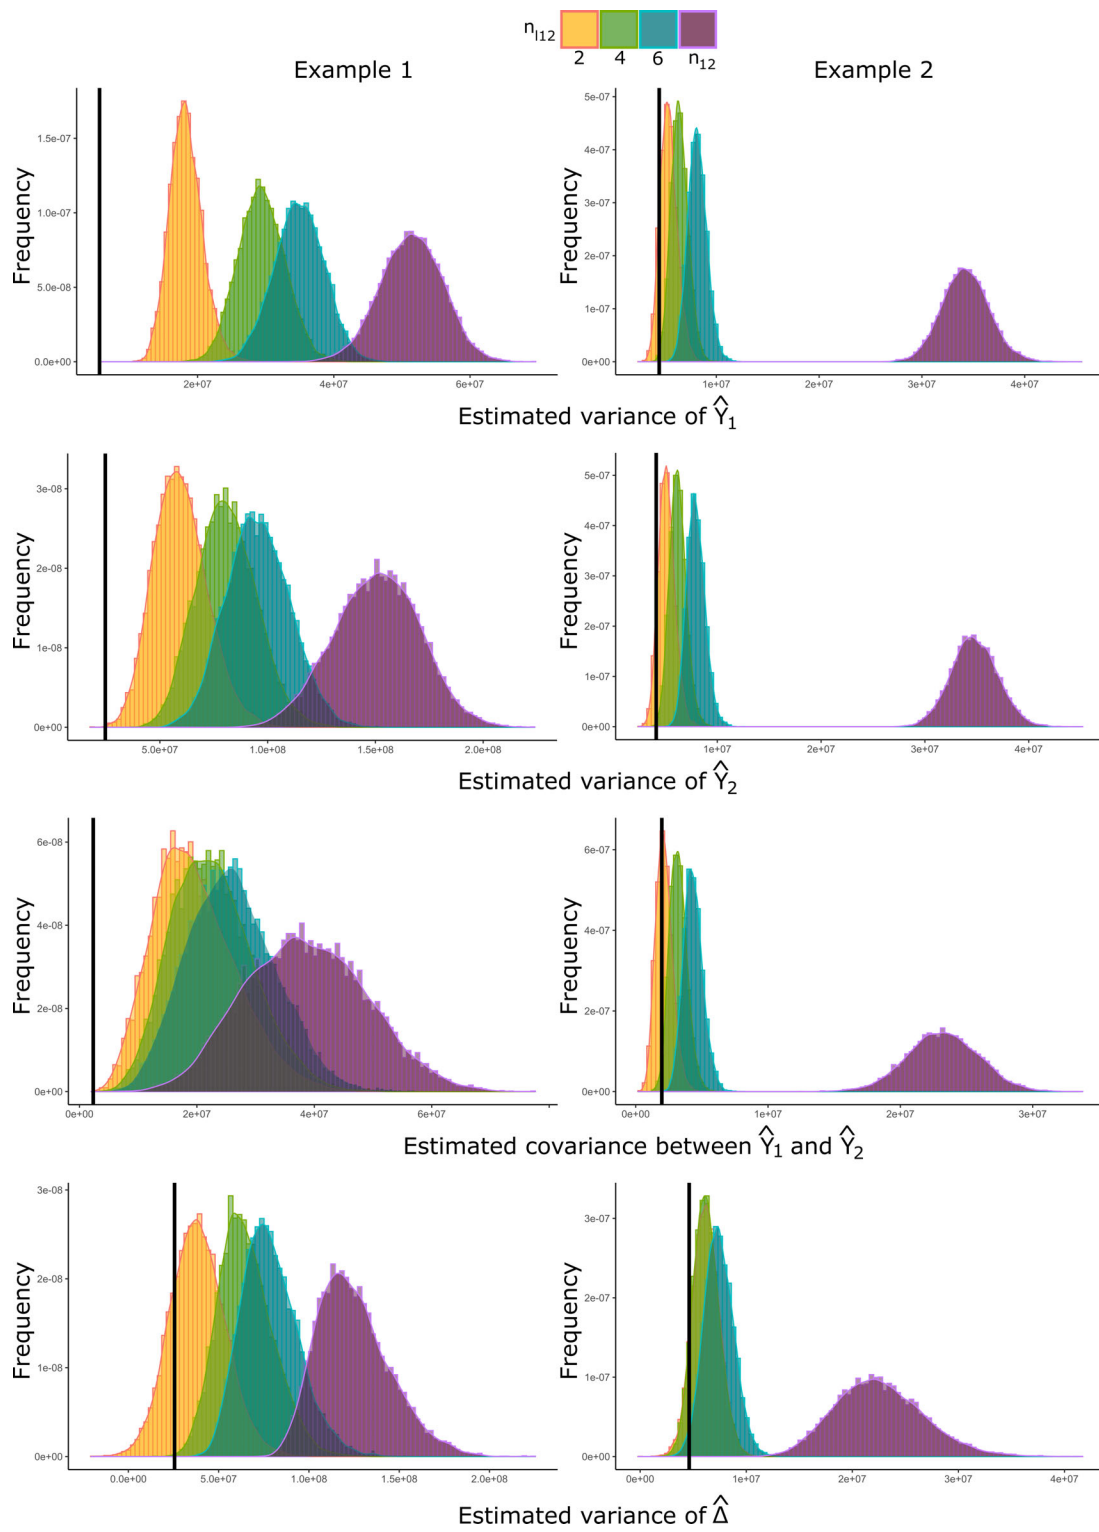 n_l12 2 4 6 n_12
Example 1 Example 2
Frequency
1.5e-07
1.0e-07
5.0e-08
0.0e+00
2e+07 4e+07 6e+07
Frequency
5e-07
4e-07
3e-07
2e-07
1e-07
0e+00
1e+07 2e+07 3e+07 4e+07
Estimated variance of Ŷ₁
Frequency
3e-08
2e-08
1e-08
0e+00
5.0e+07 1.0e+08 1.5e+08 2.0e+08
Frequency
5e-07
4e-07
3e-07
2e-07
1e-07
0e+00
1e+07 2e+07 3e+07 4e+07
Estimated variance of Ŷ₂
Frequency
6e-08
4e-08
2e-08
0e+00
0e+00 2e+07 4e+07 6e+07
Frequency
6e-07
4e-07
2e-07
0e+00
0e+00 1e+07 2e+07 3e+07
Estimated covariance between Ŷ₁ and Ŷ₂
Frequency
3e-08
2e-08
1e-08
0e+00
0.0e+00 5.0e+07 1.0e+08 1.5e+08 2.0e+08
Frequency
3e-07
2e-07
1e-07
0e+00
0e+00 1e+07 2e+07 3e+07 4e+07
Estimated variance of Δ̂